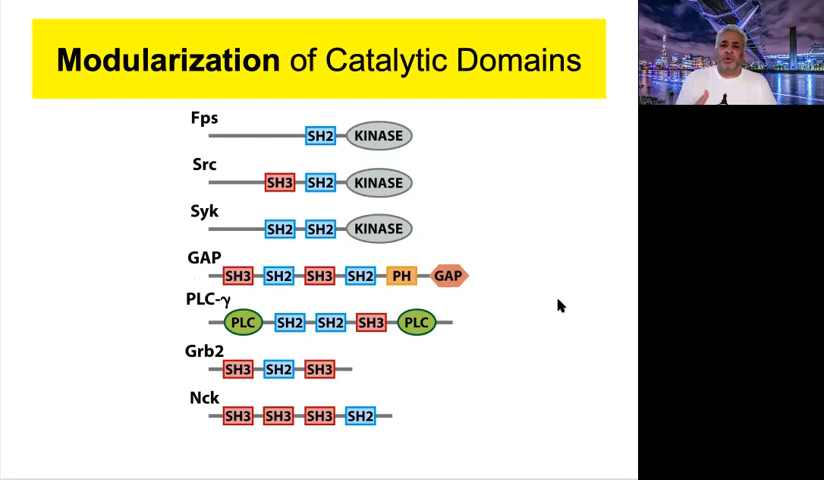 Modularization of Catalytic Domains
Fps
SH2 KINASE
Src
SH3 SH2 KINASE
Syk
SH2 SH2 KINASE
GAP
SH3 SH2 SH3 SH2 PH GAP
PLC-γ
PLC SH2 SH2 SH3 PLC
Grb2
SH3 SH2 SH3
Nck
SH3 SH3 SH3 SH2